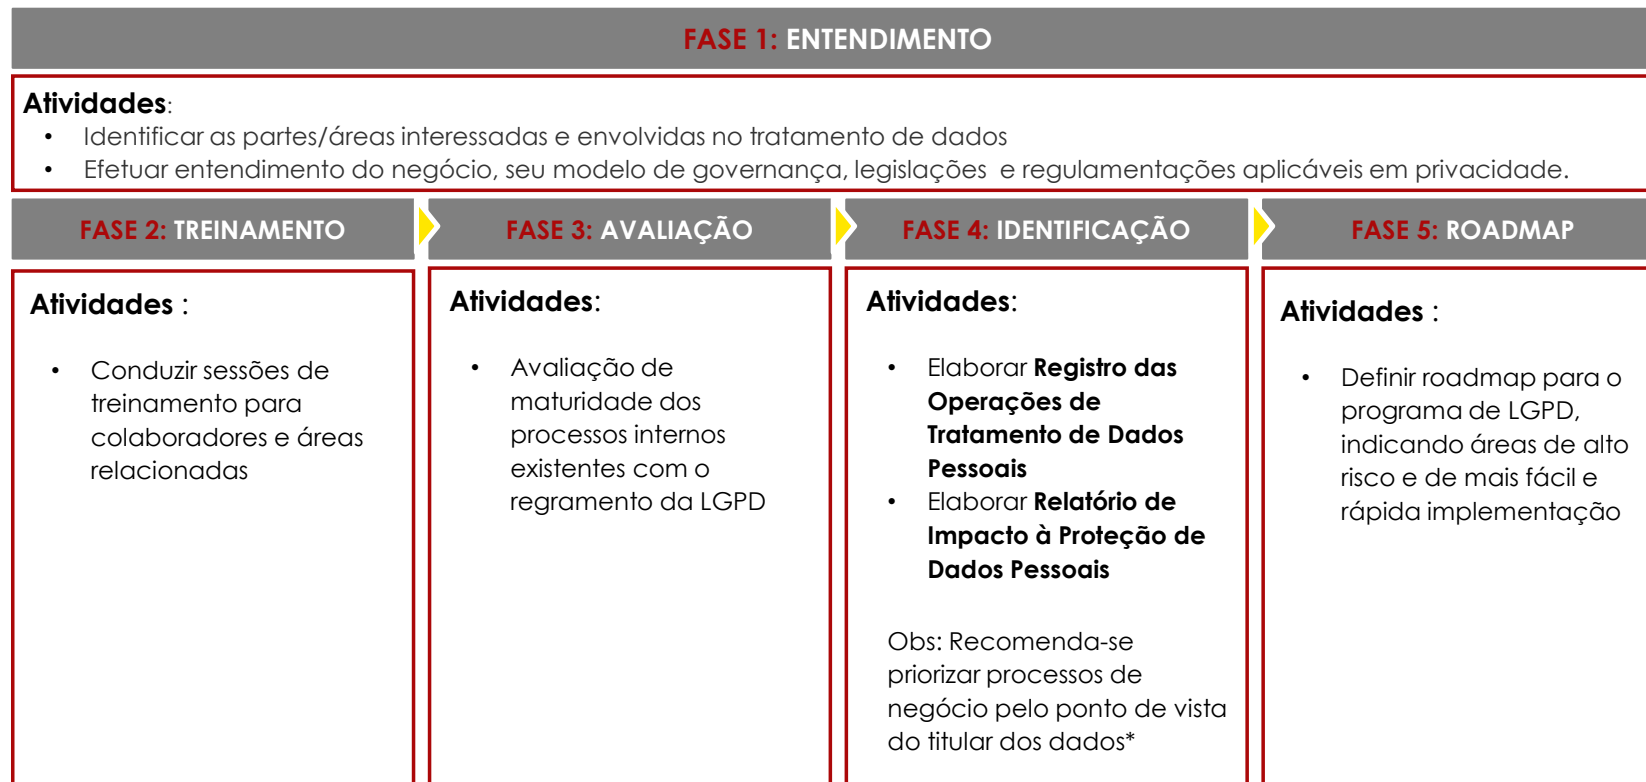 FASE 1: ENTENDIMENTO
Atividades:
• Identificar as partes/áreas interessadas e envolvidas no tratamento de dados
• Efetuar entendimento do negócio, seu modelo de governança, legislações e regulamentações aplicáveis em privacidade.
FASE 2: TREINAMENTO
Atividades :
• Conduzir sessões de
treinamento para
colaboradores e áreas
relacionadas
FASE 3: AVALIAÇÃO
Atividades:
• Avaliação de
maturidade dos
processos internos
existentes com o
regramento da LGPD
FASE 4: IDENTIFICAÇÃO
Atividades:
• Elaborar Registro das
Operações de
Tratamento de Dados
Pessoais
• Elaborar Relatório de
Impacto à Proteção de
Dados Pessoais
Obs: Recomenda-se
priorizar processos de
negócio pelo ponto de vista
do titular dos dados*
FASE 5: ROADMAP
Atividades :
• Definir roadmap para o
programa de LGPD,
indicando áreas de alto
risco e de mais fácil e
rápida implementação